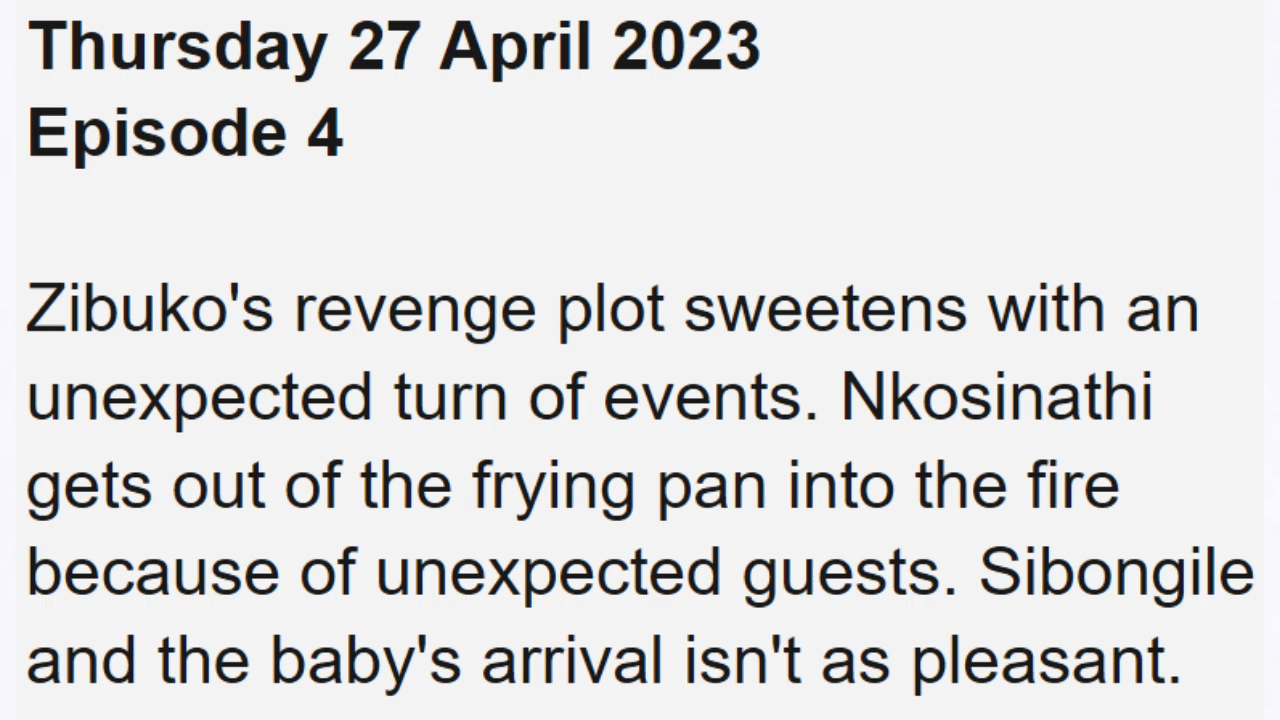 Thursday 27 April 2023
Episode 4
Zibuko's revenge plot sweetens with an
unexpected turn of events. Nkosinathi
gets out of the frying pan into the fire
because of unexpected guests. Sibongile
and the baby's arrival isn't as pleasant.